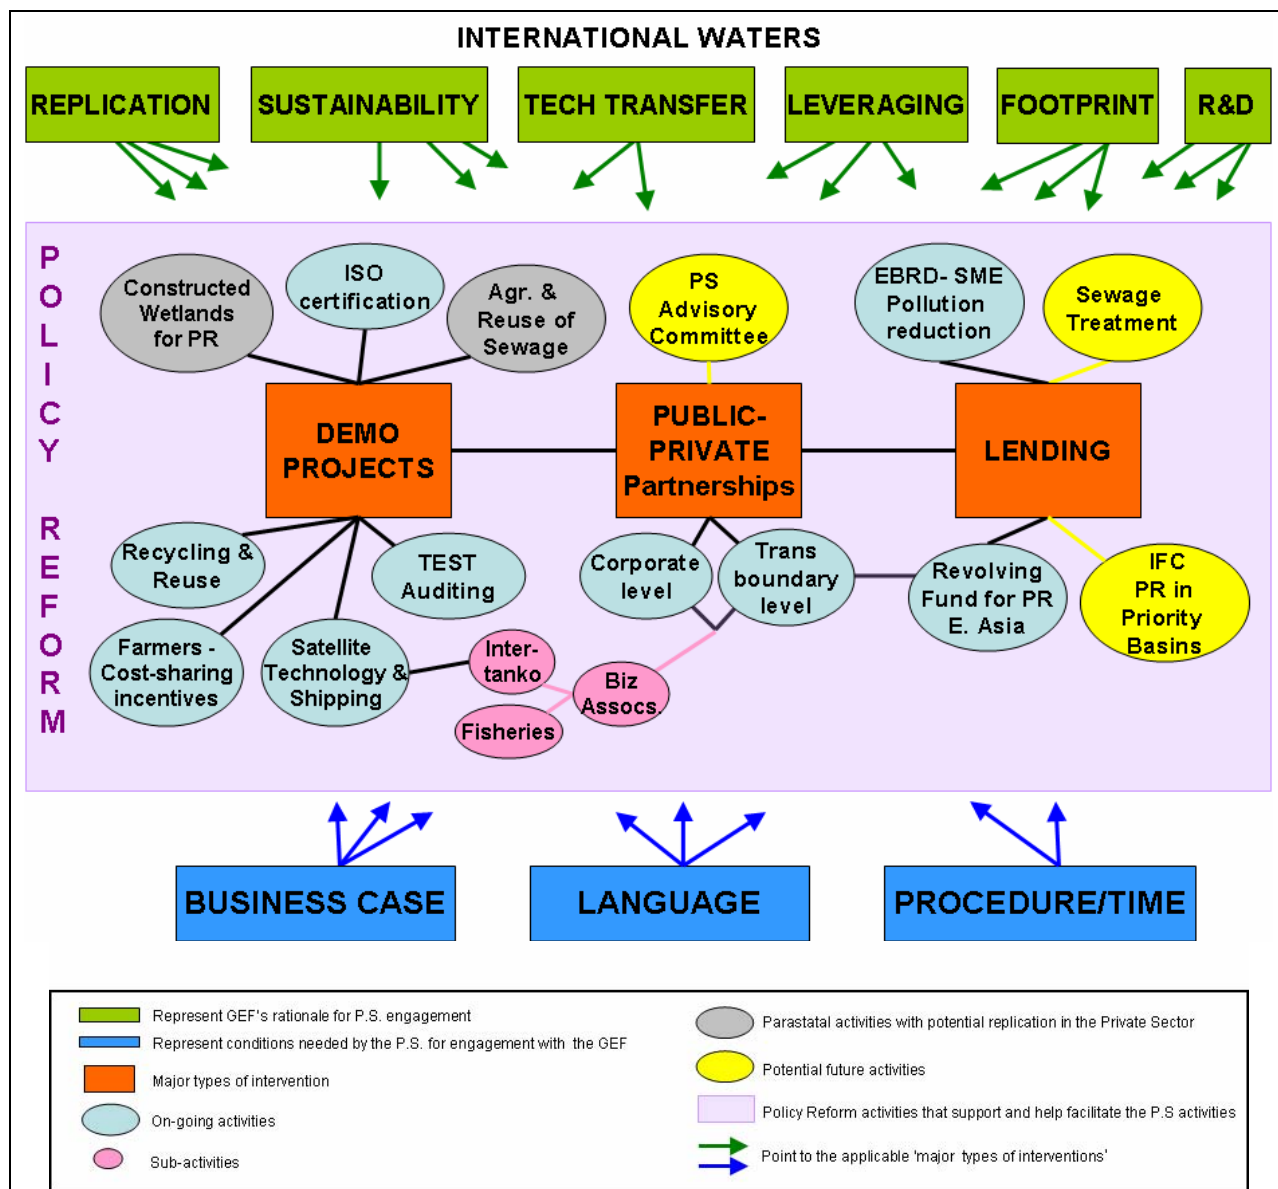 INTERNATIONAL WATERS
REPLICATION
SUSTAINABILITY
TECH TRANSFER
LEVERAGING
FOOTPRINT
R&D
POLICY REFORM
Constructed
Wetlands
for PR
ISO
certification
Agr. &
Reuse of
Sewage
PS
Advisory
Committee
EBRD- SME
Pollution
reduction
Sewage
Treatment
DEMO
PROJECTS
PUBLIC-
PRIVATE
Partnerships
LENDING
Recycling &
Reuse
TEST
Auditing
Corporate
level
Trans
boundary
level
Revolving
Fund for PR
E. Asia
IFC
PR in
Priority
Basins
Farmers -
Cost-sharing
incentives
Satellite
Technology &
Shipping
Inter-
tanko
Fisheries
Biz
Assocs.
BUSINESS CASE
LANGUAGE
PROCEDURE/TIME
Represent GEF's rationale for P.S. engagement
Represent conditions needed by the P.S. for engagement with the GEF
Major types of intervention
On-going activities
Sub-activities
Parastatal activities with potential replication in the Private Sector
Potential future activities
Policy Reform activities that support and help facilitate the P.S activities
Point to the applicable 'major types of interventions'